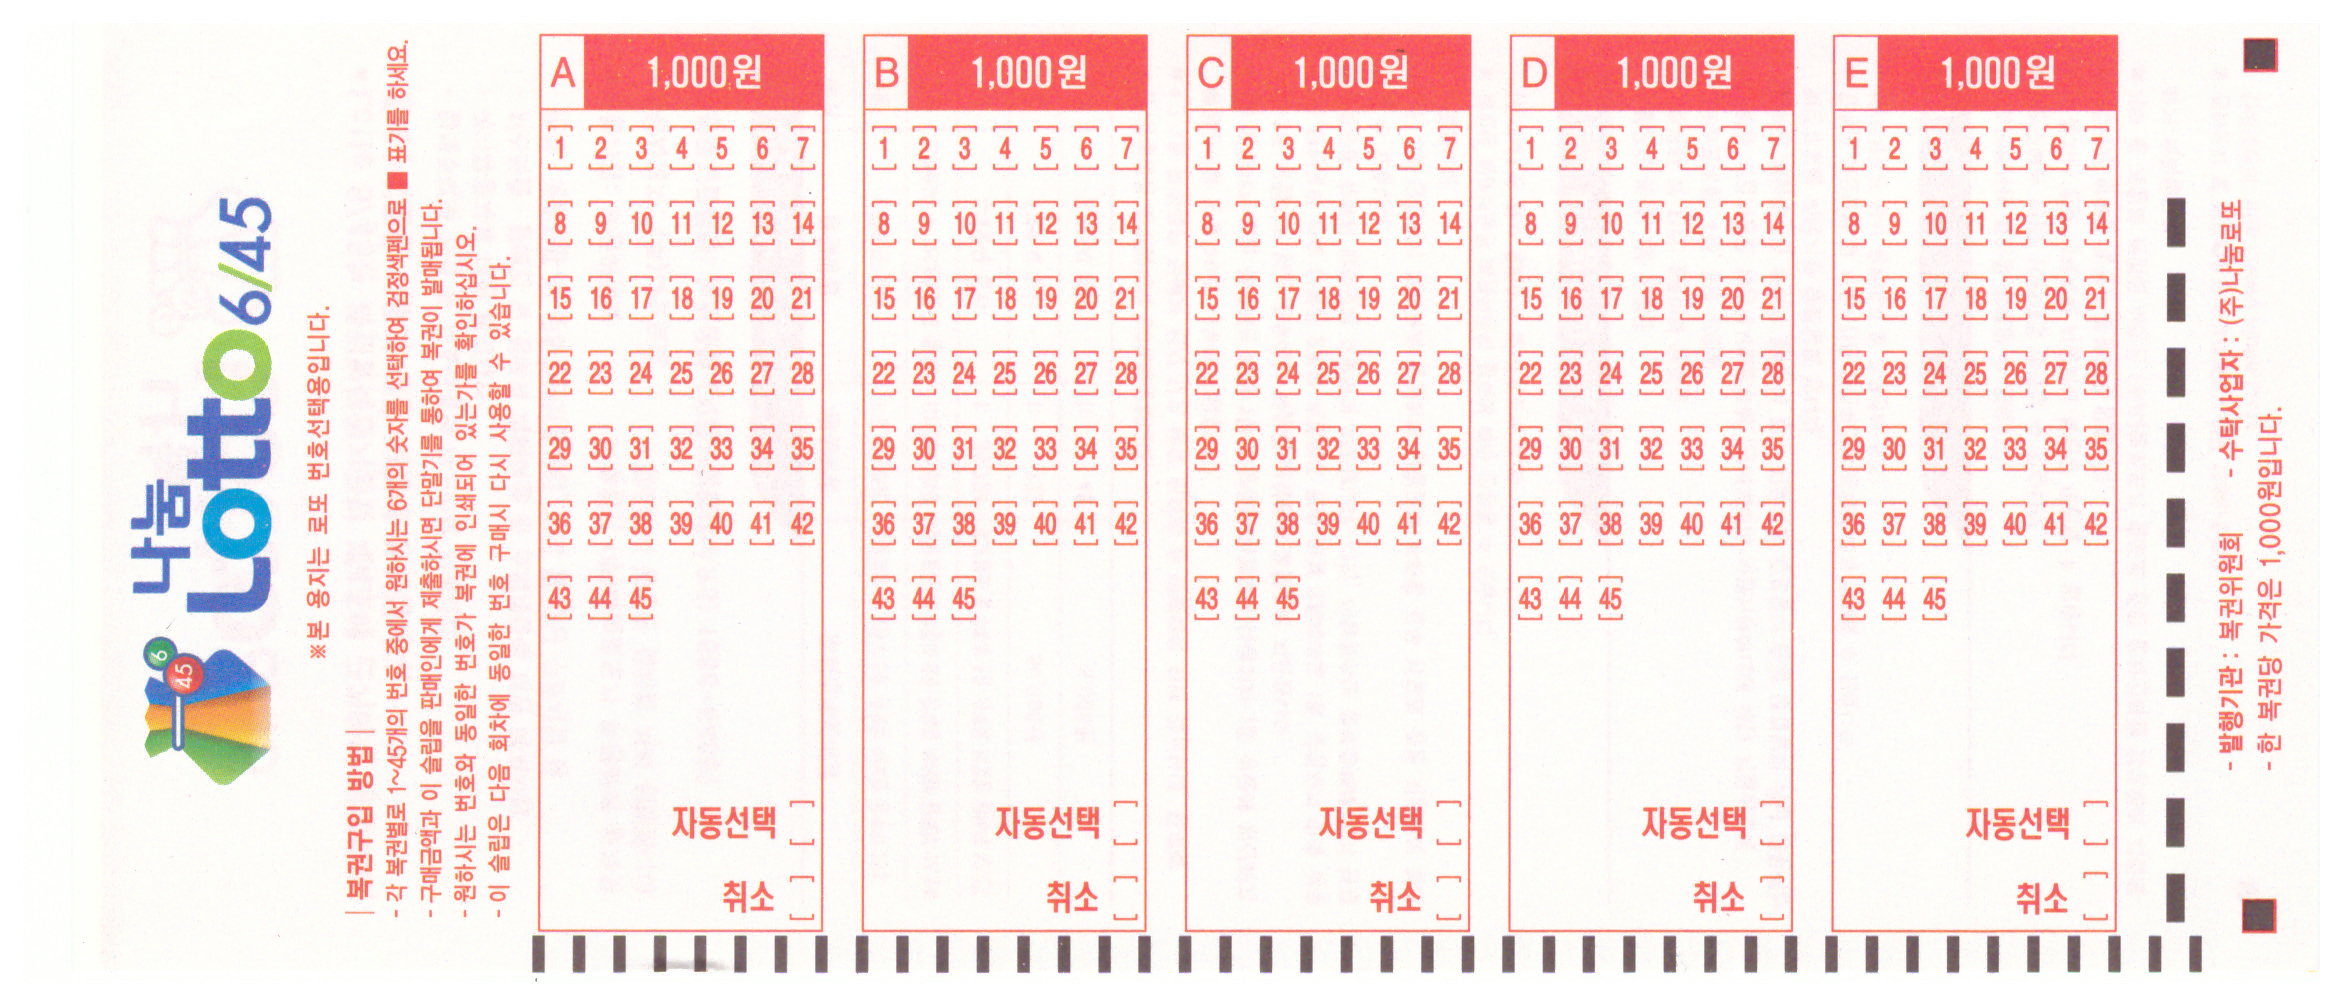 나눔
Lotto6/45
6
45
※본 용지는 로또 번호선택용입니다.
| 복권구입 방법 |
- 각 복권별로 1~45개의 번호 중에서 원하시는 6개의 숫자를 선택하여 검정색펜으로 ■ 표기를 하세요.
- 구매금액과 이 슬립을 판매인에게 제출하시면 단말기를 통하여 복권이 발매됩니다.
- 원하시는 번호와 동일한 번호가 복권에 인쇄되어 있는가를 확인하십시오.
- 이 슬립은 다음 회차에 동일한 번호 구매시 다시 사용할 수 있습니다.
A 1,000원
1 2 3 4 5 6 7
8 9 10 11 12 13 14
15 16 17 18 19 20 21
22 23 24 25 26 27 28
29 30 31 32 33 34 35
36 37 38 39 40 41 42
43 44 45
자동선택 [ ]
취소 [ ]
B 1,000원
1 2 3 4 5 6 7
8 9 10 11 12 13 14
15 16 17 18 19 20 21
22 23 24 25 26 27 28
29 30 31 32 33 34 35
36 37 38 39 40 41 42
43 44 45
자동선택 [ ]
취소 [ ]
C 1,000원
1 2 3 4 5 6 7
8 9 10 11 12 13 14
15 16 17 18 19 20 21
22 23 24 25 26 27 28
29 30 31 32 33 34 35
36 37 38 39 40 41 42
43 44 45
자동선택 [ ]
취소 [ ]
D 1,000원
1 2 3 4 5 6 7
8 9 10 11 12 13 14
15 16 17 18 19 20 21
22 23 24 25 26 27 28
29 30 31 32 33 34 35
36 37 38 39 40 41 42
43 44 45
자동선택 [ ]
취소 [ ]
E 1,000원
1 2 3 4 5 6 7
8 9 10 11 12 13 14
15 16 17 18 19 20 21
22 23 24 25 26 27 28
29 30 31 32 33 34 35
36 37 38 39 40 41 42
43 44 45
자동선택 [ ]
취소 [ ]
- 발행기관 : 복권위원회 - 수탁사업자 : (주)나눔로또
- 한 복권당 가격은 1,000원입니다.